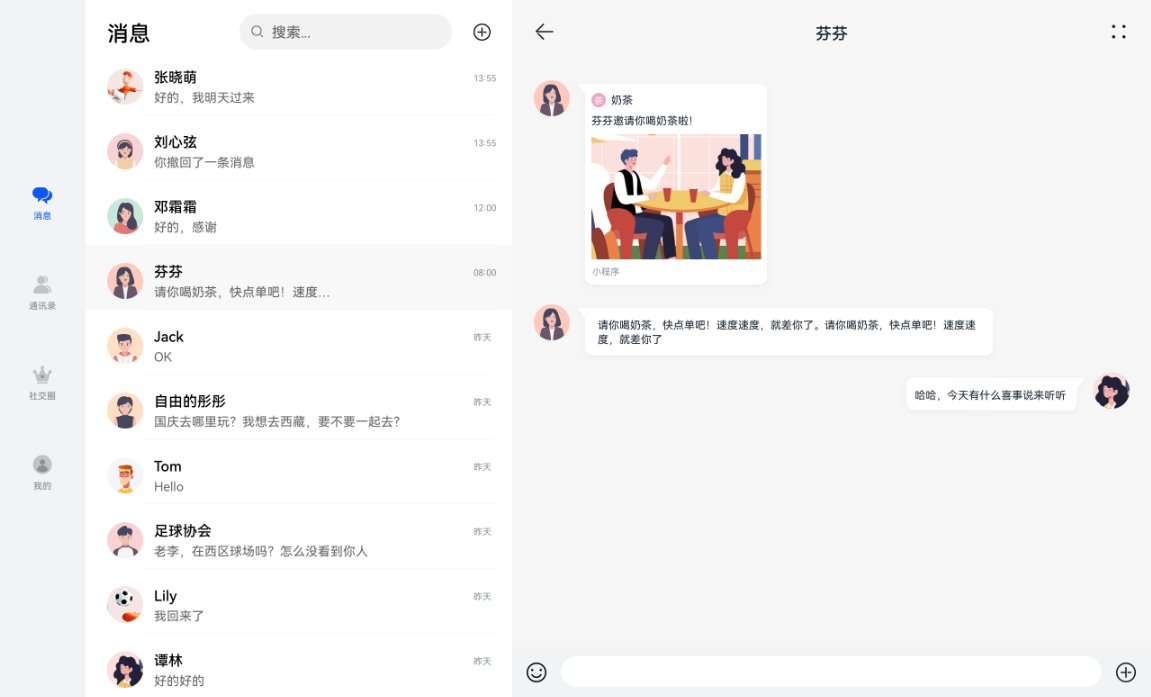 消息
搜索...
张晓萌
13:55
好的，我明天过来
刘心弦
13:55
你撤回了一条消息
邓霜霜
12:00
好的，感谢
芬芬
08:00
请你喝奶茶，快点单吧！速度...
Jack
昨天
OK
自由的彤彤
昨天
国庆去哪里玩？我想去西藏，要不要一起去?
Tom
昨天
Hello
足球协会
昨天
老李，在西区球场吗？怎么没看到你人
Lily
昨天
我回来了
谭林
昨天
好的好的
消息
通讯录
社交圈
我的
芬芬
茶 奶茶
芬芬邀请你喝奶茶啦！
小程序
请你喝奶茶，快点单吧！速度速度，就差你了。请你喝奶茶，快点单吧！速度速
度，就差你了
哈哈，今天有什么喜事说来听听